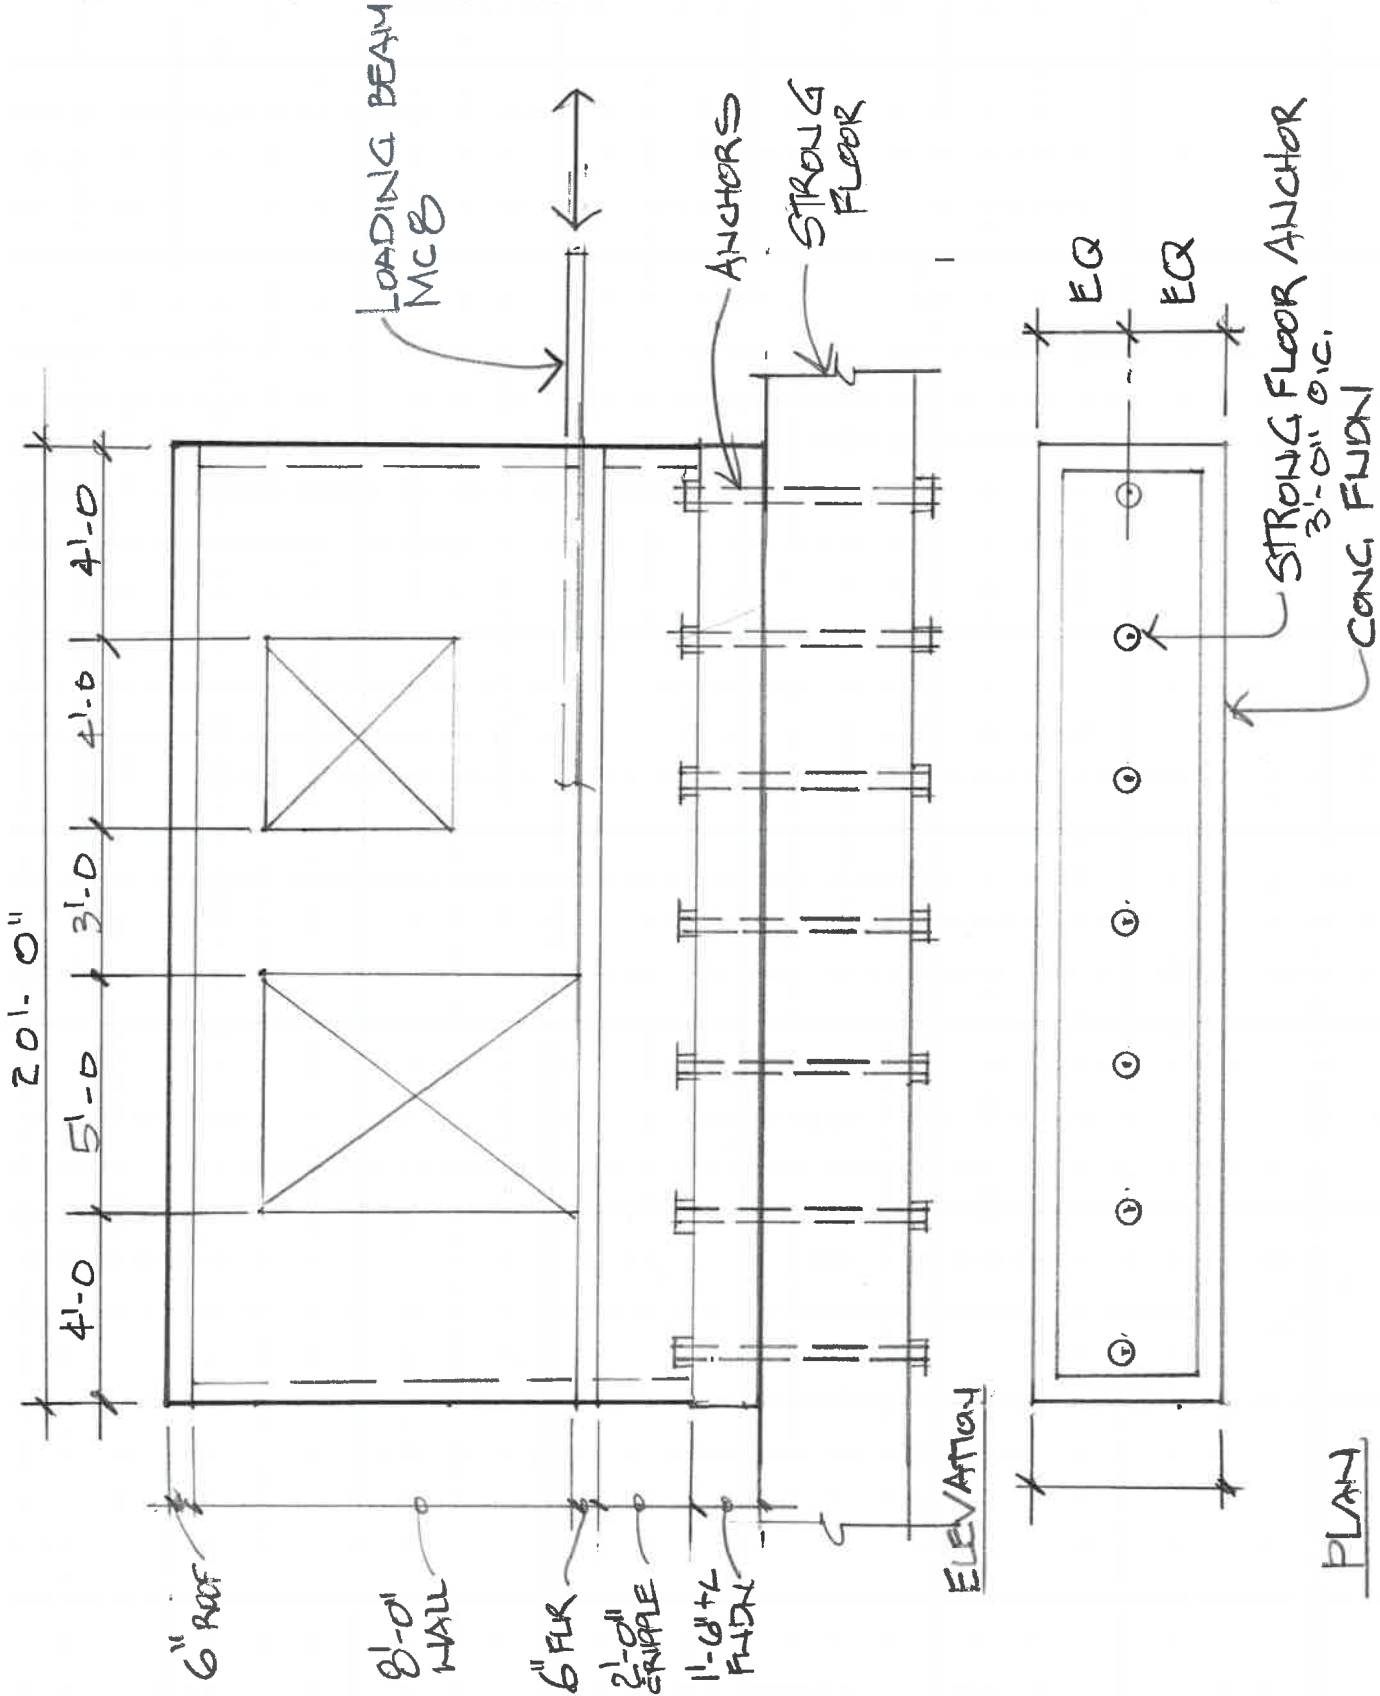 20'-0"
4'-0
5'-0
3'-0
4'-0
4'-0
6" ROOF
8'-0"
WALL
6" FLR
2'-0"
CRIPPLE
1'-6" +/-
FNDN
LOADING BEAM
MC8
ANCHORS
STRONG
FLOOR
ELEVATION
EQ
EQ
STRONG FLOOR ANCHOR
3'-0" O.C.
CONC. FNDN
PLAN